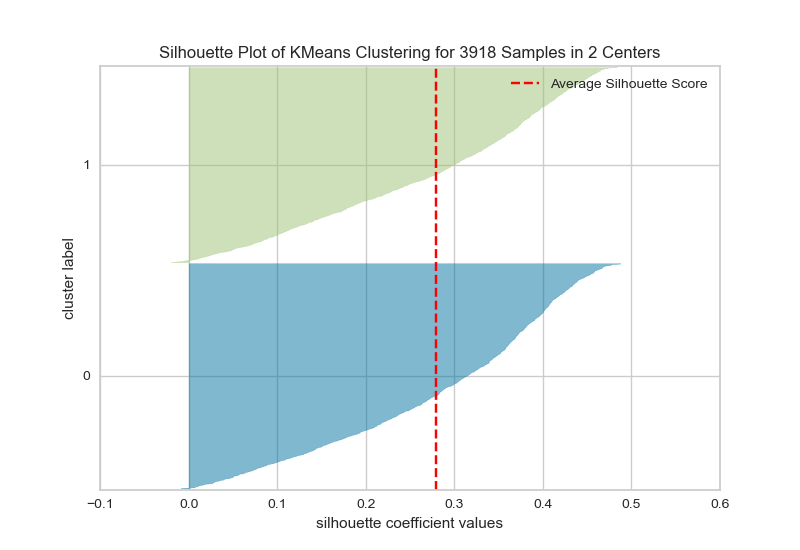 Silhouette Plot of KMeans Clustering for 3918 Samples in 2 Centers
Average Silhouette Score
1
cluster label
0
−0.1 0.0 0.1 0.2 0.3 0.4 0.5 0.6
silhouette coefficient values